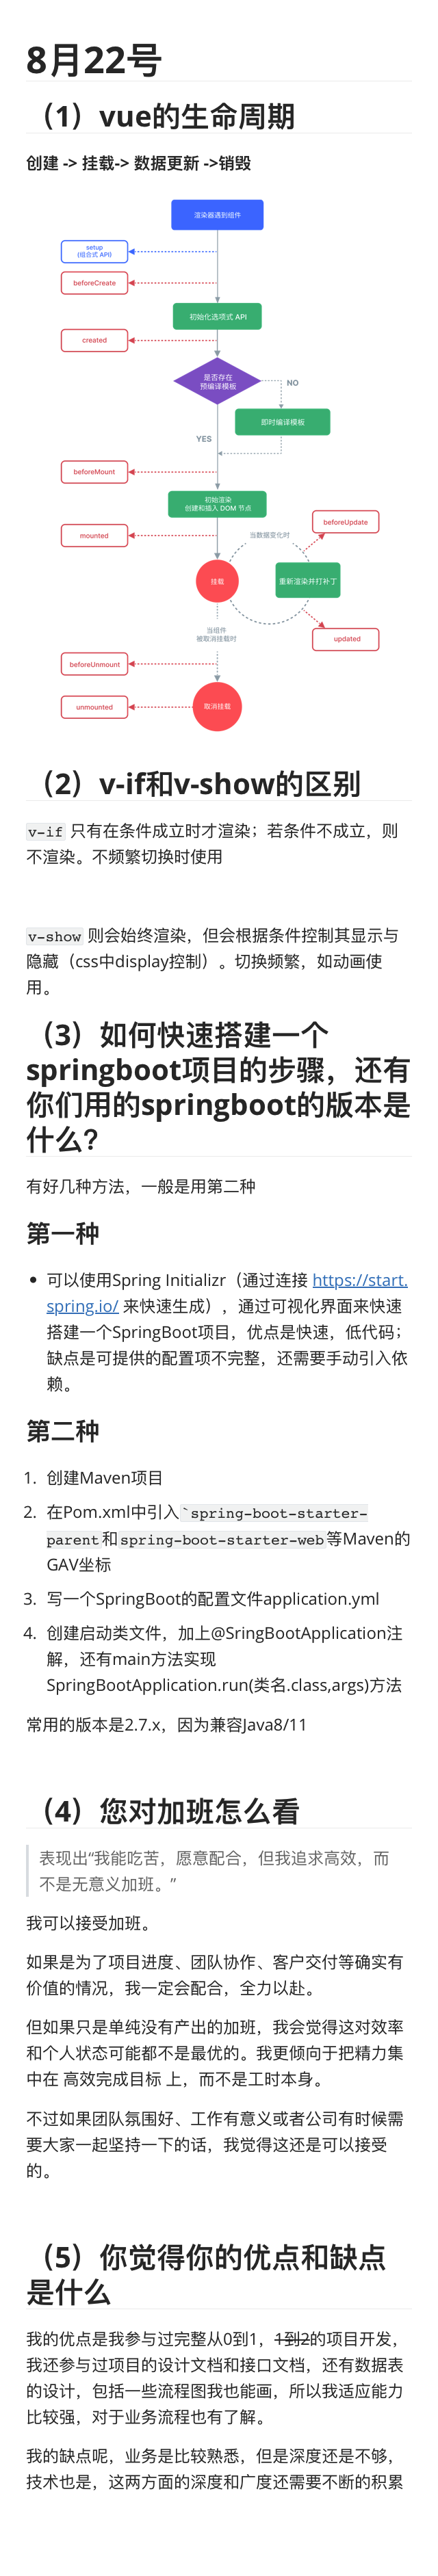 8月22号
（1）vue的生命周期
创建 -> 挂载-> 数据更新 ->销毁
渲染器遇到组件
setup
(组合式 API)
beforeCreate
初始化选项式 API
created
是否存在
预编译模板
NO
即时编译模板
YES
beforeMount
初始渲染
创建和插入 DOM 节点
beforeUpdate
mounted
当数据变化时
挂载
重新渲染并打补丁
当组件
被取消挂载时
updated
beforeUnmount
unmounted
取消挂载
（2）v-if和v-show的区别
v-if 只有在条件成立时才渲染；若条件不成立，则
不渲染。不频繁切换时使用
v-show 则会始终渲染，但会根据条件控制其显示与
隐藏（css中display控制）。切换频繁，如动画使
用。
（3）如何快速搭建一个
springboot项目的步骤，还有
你们用的springboot的版本是
什么？
有好几种方法，一般是用第二种
第一种
• 可以使用Spring Initializr（通过连接 https://start.
spring.io/ 来快速生成），通过可视化界面来快速
搭建一个SpringBoot项目，优点是快速，低代码；
缺点是可提供的配置项不完整，还需要手动引入依
赖。
第二种
1. 创建Maven项目
2. 在Pom.xml中引入`spring-boot-starter-
parent和spring-boot-starter-web等Maven的
GAV坐标
3. 写一个SpringBoot的配置文件application.yml
4. 创建启动类文件，加上@SringBootApplication注
解，还有main方法实现
SpringBootApplication.run(类名.class,args)方法
常用的版本是2.7.x，因为兼容Java8/11
（4）您对加班怎么看
表现出“我能吃苦，愿意配合，但我追求高效，而
不是无意义加班。”
我可以接受加班。
如果是为了项目进度、团队协作、客户交付等确实有
价值的情况，我一定会配合，全力以赴。
但如果只是单纯没有产出的加班，我会觉得这对效率
和个人状态可能都不是最优的。我更倾向于把精力集
中在 高效完成目标 上，而不是工时本身。
不过如果团队氛围好、工作有意义或者公司有时候需
要大家一起坚持一下的话，我觉得这还是可以接受
的。
（5）你觉得你的优点和缺点
是什么
我的优点是我参与过完整从0到1，1到2的项目开发，
我还参与过项目的设计文档和接口文档，还有数据表
的设计，包括一些流程图我也能画，所以我适应能力
比较强，对于业务流程也有了解。
我的缺点呢，业务是比较熟悉，但是深度还是不够，
技术也是，这两方面的深度和广度还需要不断的积累